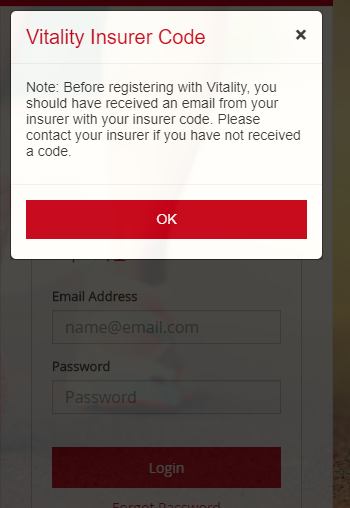 Vitality Insurer Code
×
Note: Before registering with Vitality, you
should have received an email from your
insurer with your insurer code. Please
contact your insurer if you have not received
a code.
OK
Email Address
name@email.com
Password
Password
Login
Forgot Password